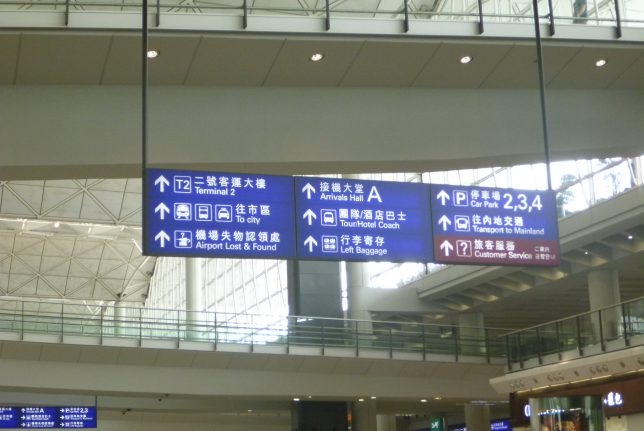 T2 二號客運大樓
Terminal 2
往市區
To city
機場失物認領處
Airport Lost & Found
接機大堂 A
Arrivals Hall
團隊/酒店巴士
Tour/Hotel Coach
行李寄存
Left Baggage
P 停車場 2,3,4
Car Park
往內地交通
Transport to Mainland
? 旅客服務 ご案内
Customer Service